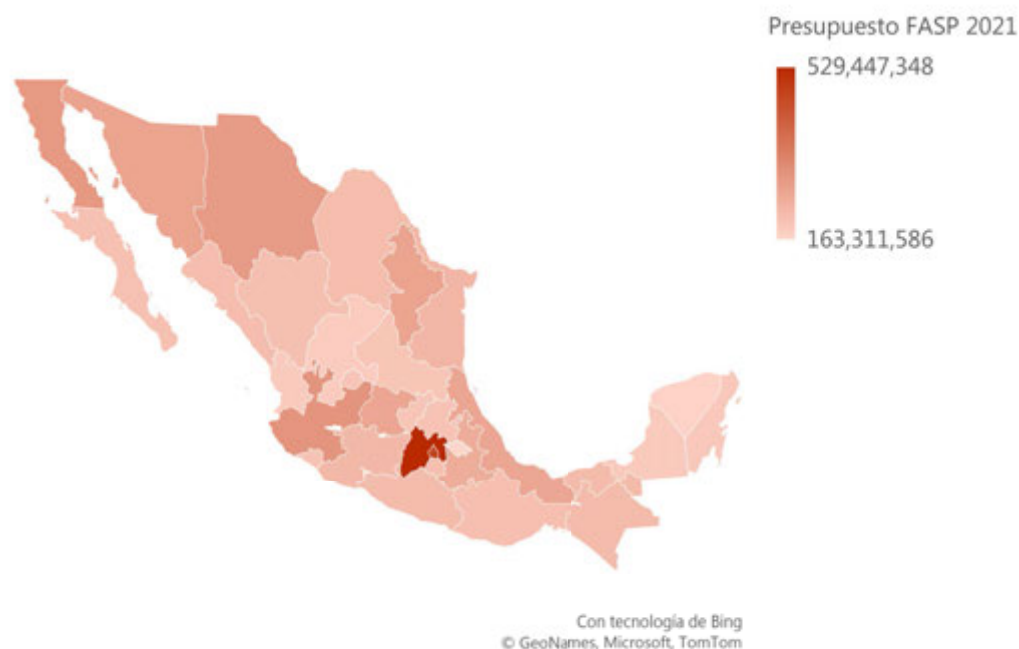 Presupuesto FASP 2021
529,447,348
163,311,586
Con tecnología de Bing
© GeoNames, Microsoft, TomTom